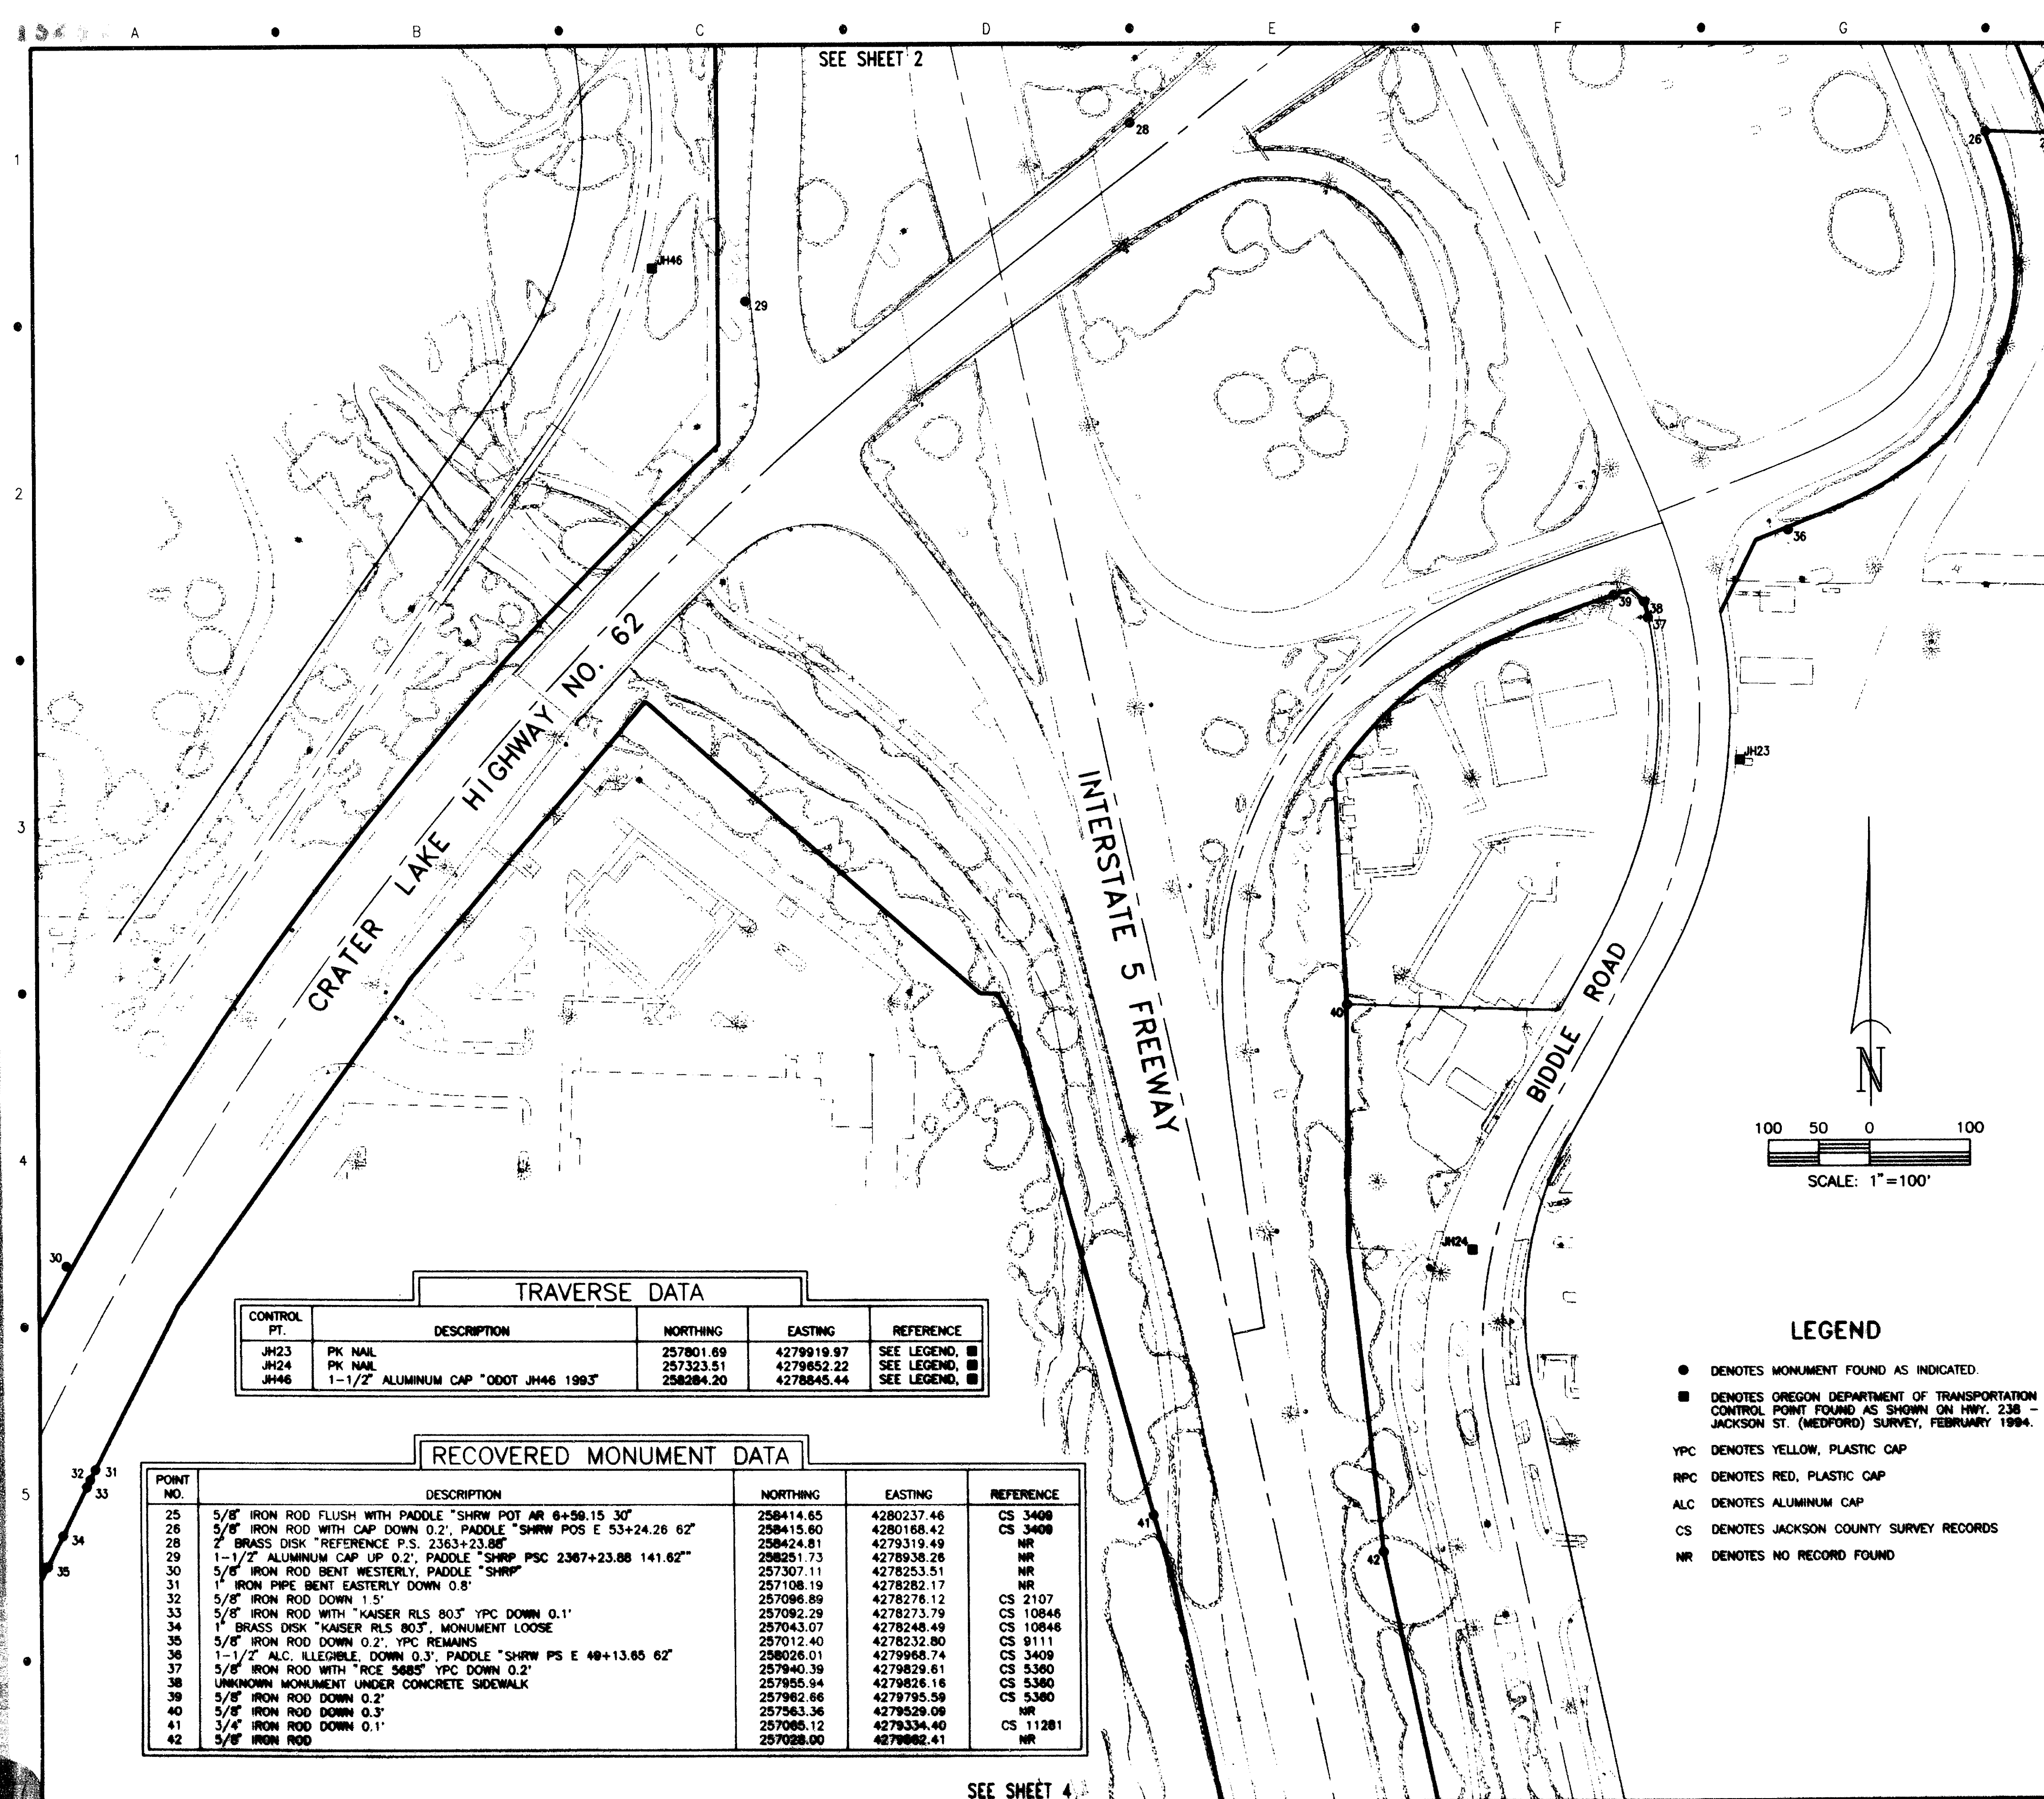 A B C D E F G
SEE SHEET 2
1
28
26
JH46
29
2
36
39
38
37
CRATER LAKE HIGHWAY NO. 62
INTERSTATE 5 FREEWAY
JH23
3
40
BIDDLE ROAD
N
100 50 0 100
SCALE: 1"=100'
4
JH24
30
TRAVERSE DATA
CONTROL PT. DESCRIPTION NORTHING EASTING REFERENCE
JH23 PK NAIL 257801.69 4279919.97 SEE LEGEND, ■
JH24 PK NAIL 257323.51 4279652.22 SEE LEGEND, ■
JH46 1-1/2" ALUMINUM CAP "ODOT JH46 1993" 258284.20 4278845.44 SEE LEGEND, ■
LEGEND
● DENOTES MONUMENT FOUND AS INDICATED.
■ DENOTES OREGON DEPARTMENT OF TRANSPORTATION
CONTROL POINT FOUND AS SHOWN ON HWY. 238 -
JACKSON ST. (MEDFORD) SURVEY, FEBRUARY 1994.
YPC DENOTES YELLOW, PLASTIC CAP
RPC DENOTES RED, PLASTIC CAP
ALC DENOTES ALUMINUM CAP
CS DENOTES JACKSON COUNTY SURVEY RECORDS
NR DENOTES NO RECORD FOUND
5
32 31
33
34
35
41
42
RECOVERED MONUMENT DATA
POINT NO. DESCRIPTION NORTHING EASTING REFERENCE
25 5/8" IRON ROD FLUSH WITH PADDLE "SHRW POT AR 6+59.15 30" 258414.65 4280237.46 CS 3409
26 5/8" IRON ROD WITH CAP DOWN 0.2', PADDLE "SHRW POS E 53+24.26 62" 258415.60 4280168.42 CS 3409
28 2" BRASS DISK "REFERENCE P.S. 2363+23.88" 258424.81 4279319.49 NR
29 1-1/2" ALUMINUM CAP UP 0.2', PADDLE "SHRP PSC 2367+23.88 141.62'" 258251.73 4278938.26 NR
30 5/8" IRON ROD BENT WESTERLY, PADDLE "SHRP" 257307.11 4278253.51 NR
31 1" IRON PIPE BENT EASTERLY DOWN 0.8' 257108.19 4278282.17 NR
32 5/8" IRON ROD DOWN 1.5' 257096.89 4278276.12 CS 2107
33 5/8" IRON ROD WITH "KAISER RLS 803" YPC DOWN 0.1' 257092.29 4278273.79 CS 10846
34 1" BRASS DISK "KAISER RLS 803", MONUMENT LOOSE 257043.07 4278248.49 CS 10846
35 5/8" IRON ROD DOWN 0.2', YPC REMAINS 257012.40 4278232.80 CS 9111
36 1-1/2" ALC, ILLEGIBLE, DOWN 0.3', PADDLE "SHRW PS E 49+13.65 62" 258026.01 4279968.74 CS 3409
37 5/8" IRON ROD WITH "RCE 5685" YPC DOWN 0.2' 257940.39 4279829.61 CS 5360
38 UNKNOWN MONUMENT UNDER CONCRETE SIDEWALK 257955.94 4279826.16 CS 5360
39 5/8" IRON ROD DOWN 0.2' 257962.66 4279795.59 CS 5360
40 5/8" IRON ROD DOWN 0.3' 257563.36 4279529.09 NR
41 3/4" IRON ROD DOWN 0.1' 257065.12 4279334.40 CS 11281
42 5/8" IRON ROD 257028.00 NR
SEE SHEET 4